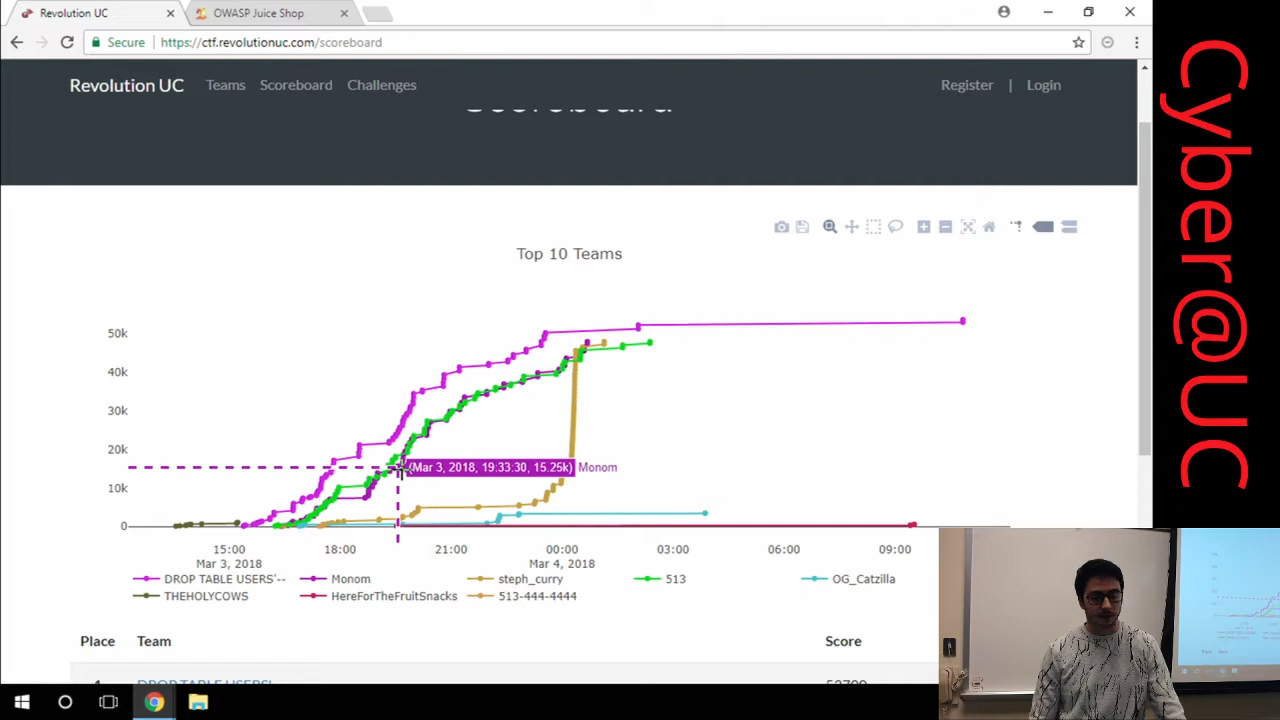 Revolution UC
OWASP Juice Shop
Secure
https://ctf.revolutionuc.com/scoreboard
Revolution UC
Teams
Scoreboard
Challenges
Register
|
Login
Top 10 Teams
50k
40k
30k
20k
10k
0
(Mar 3, 2018, 19:33:30, 15.25k)
Monom
15:00
18:00
21:00
00:00
03:00
06:00
09:00
Mar 3, 2018
Mar 4, 2018
DROP TABLE USERS`--
Monom
steph_curry
513
OG_Catzilla
THEHOLYCOWS
HereForTheFruitSnacks
513-444-4444
Place
Team
Score
Cyber@UC